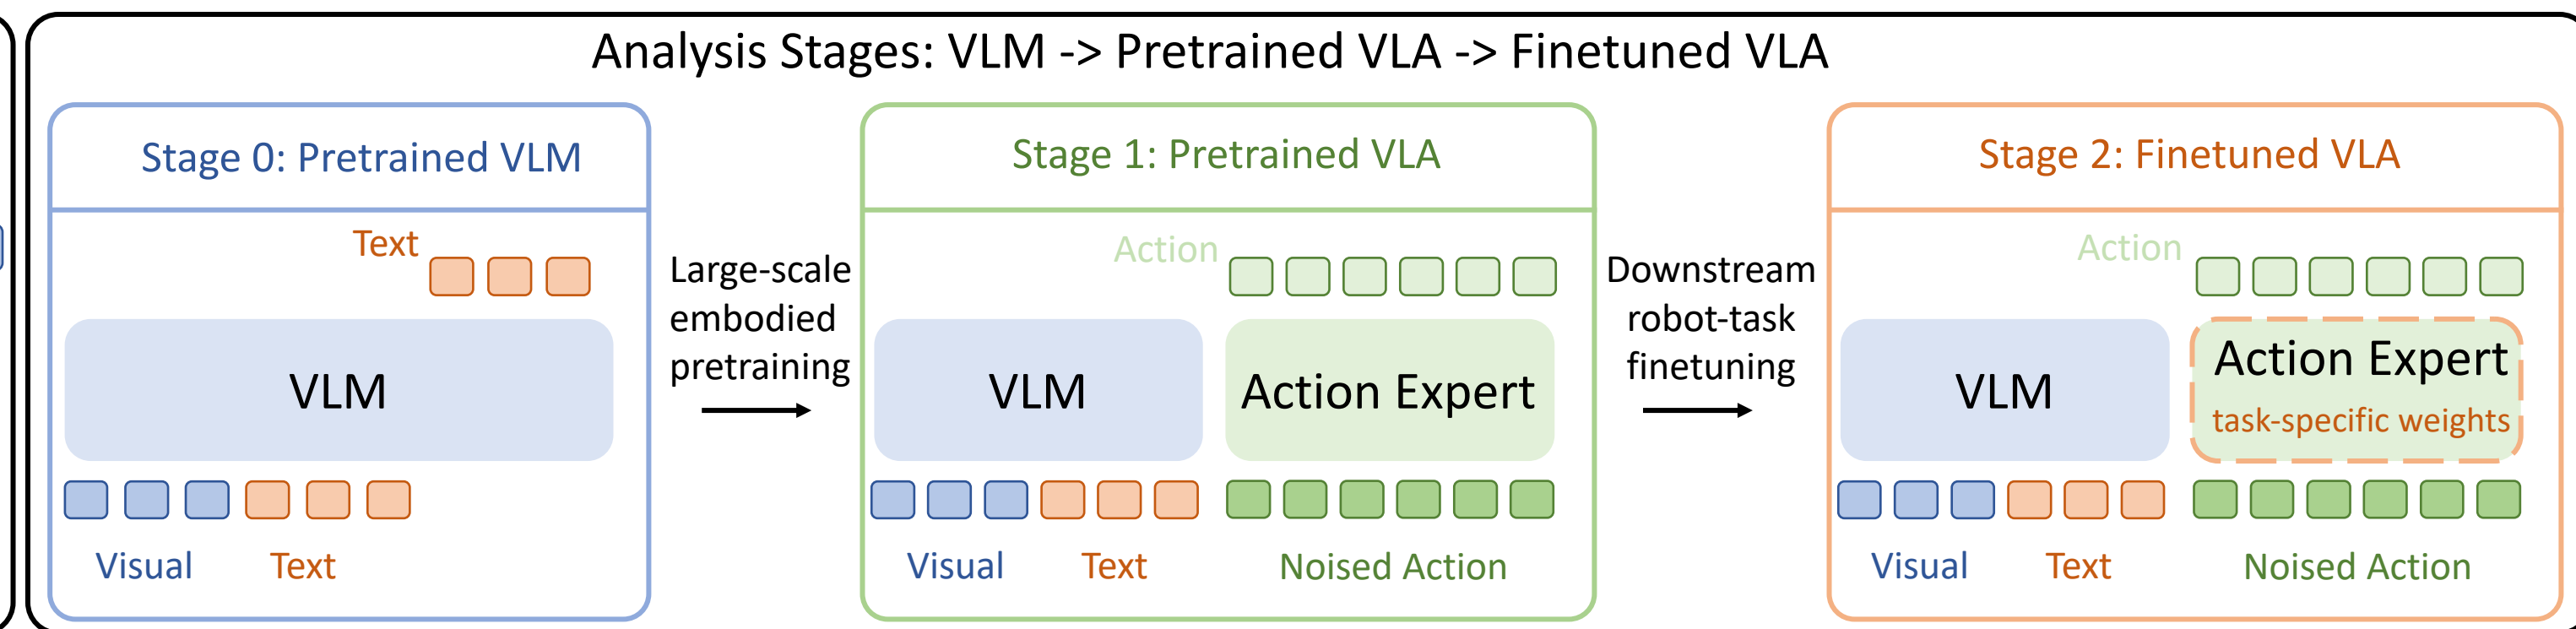 Analysis Stages: VLM -> Pretrained VLA -> Finetuned VLA
Stage 0: Pretrained VLM
Text
VLM
Visual
Text
Large-scale
embodied
pretraining
Stage 1: Pretrained VLA
Action
VLM
Action Expert
Visual
Text
Noised Action
Downstream
robot-task
finetuning
Stage 2: Finetuned VLA
Action
VLM
Action Expert
task-specific weights
Visual
Text
Noised Action